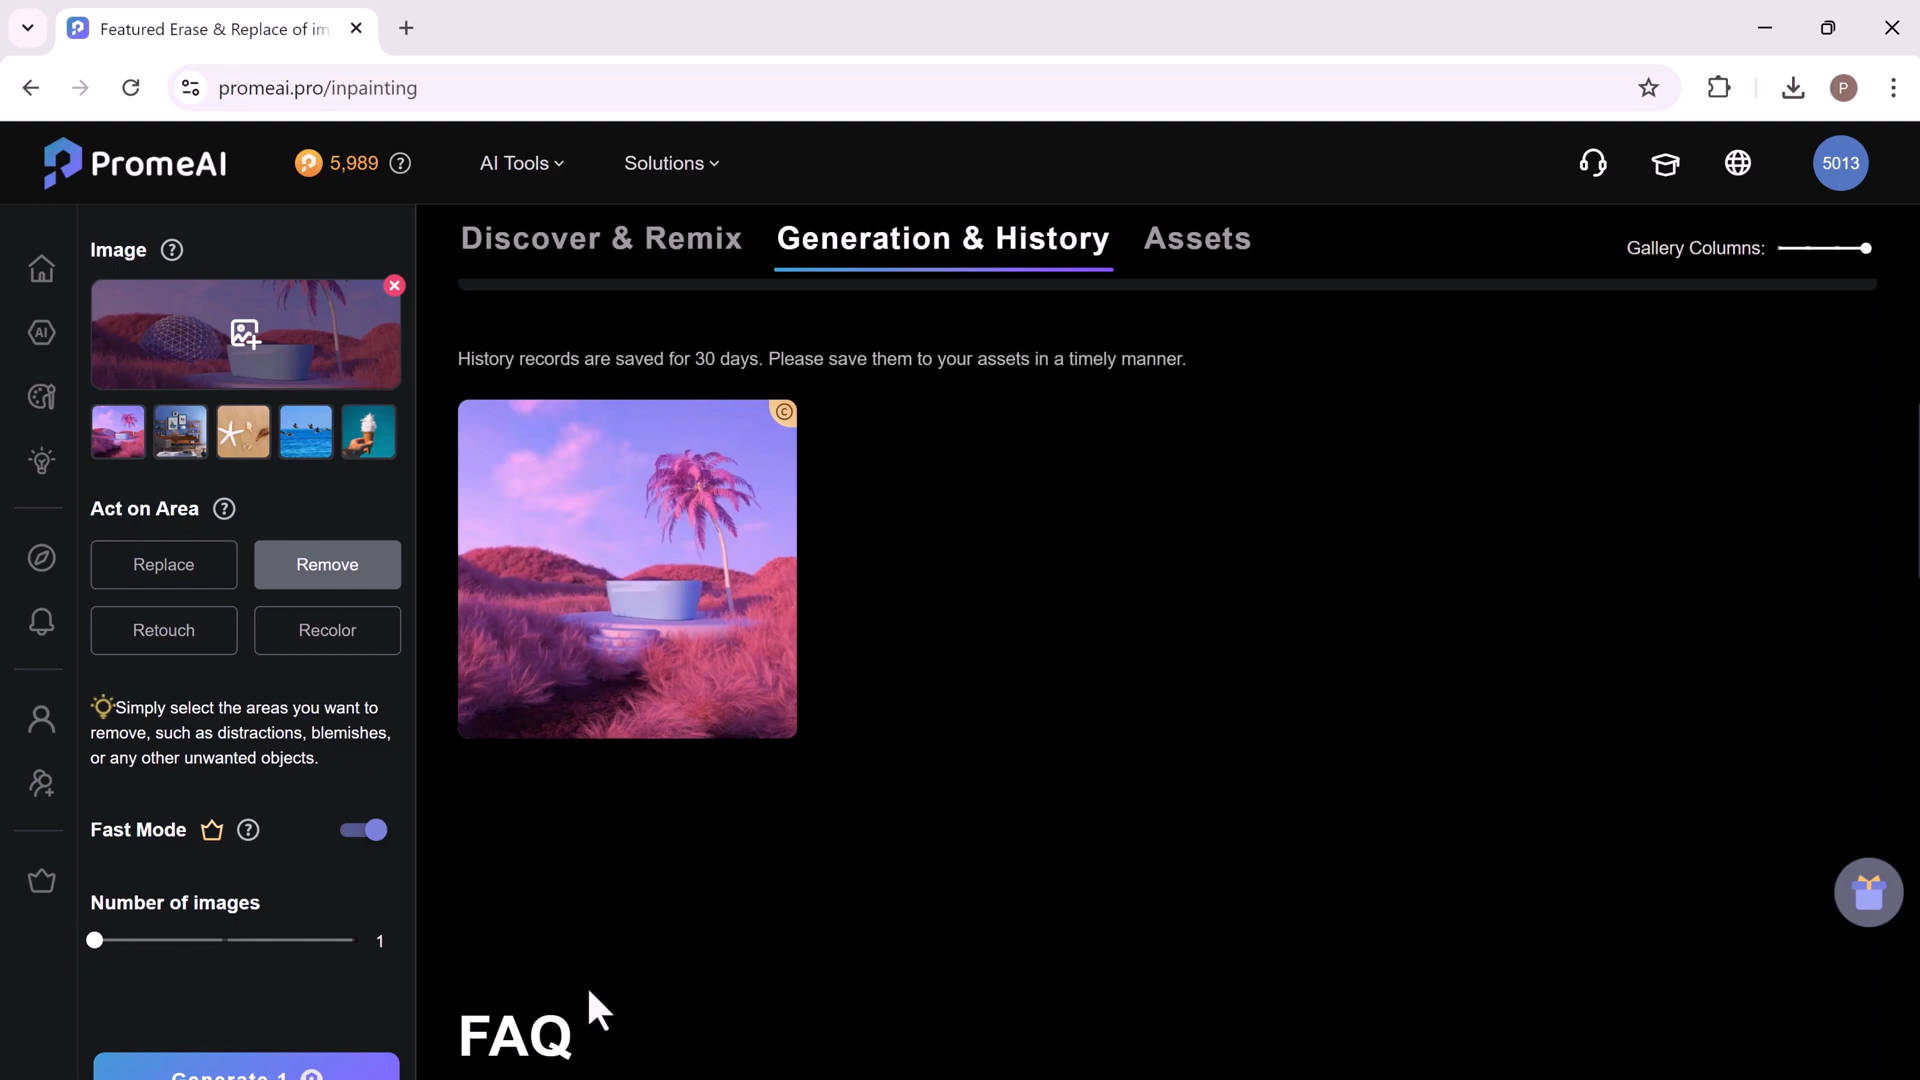 Featured Erase & Replace of im
promeai.pro/inpainting
P
PromeAI
5,989
AI Tools
Solutions
5013
Image
Discover & Remix
Generation & History
Assets
Gallery Columns:
History records are saved for 30 days. Please save them to your assets in a timely manner.
Act on Area
Replace
Remove
Retouch
Recolor
Simply select the areas you want to
remove, such as distractions, blemishes,
or any other unwanted objects.
Fast Mode
Number of images
1
Generate 1
FAQ